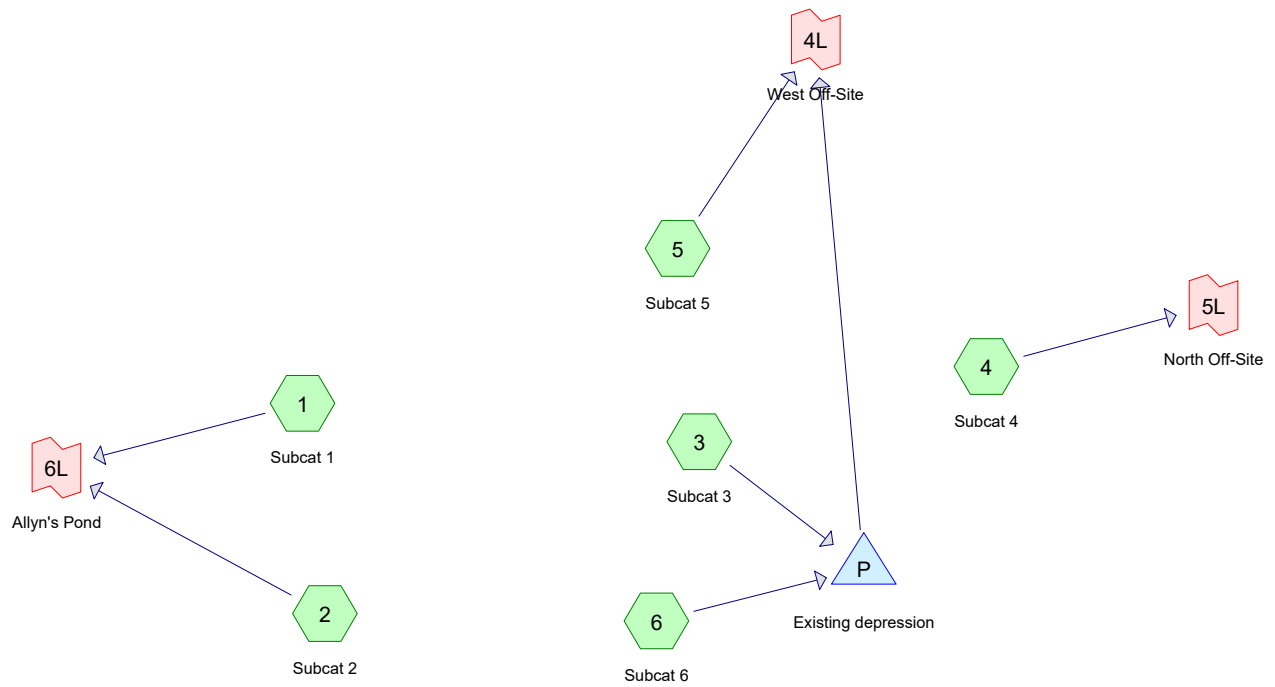 4L
West Off-Site
5
Subcat 5
5L
North Off-Site
4
Subcat 4
1
Subcat 1
3
Subcat 3
6L
Allyn's Pond
P
Existing depression
2
Subcat 2
6
Subcat 6